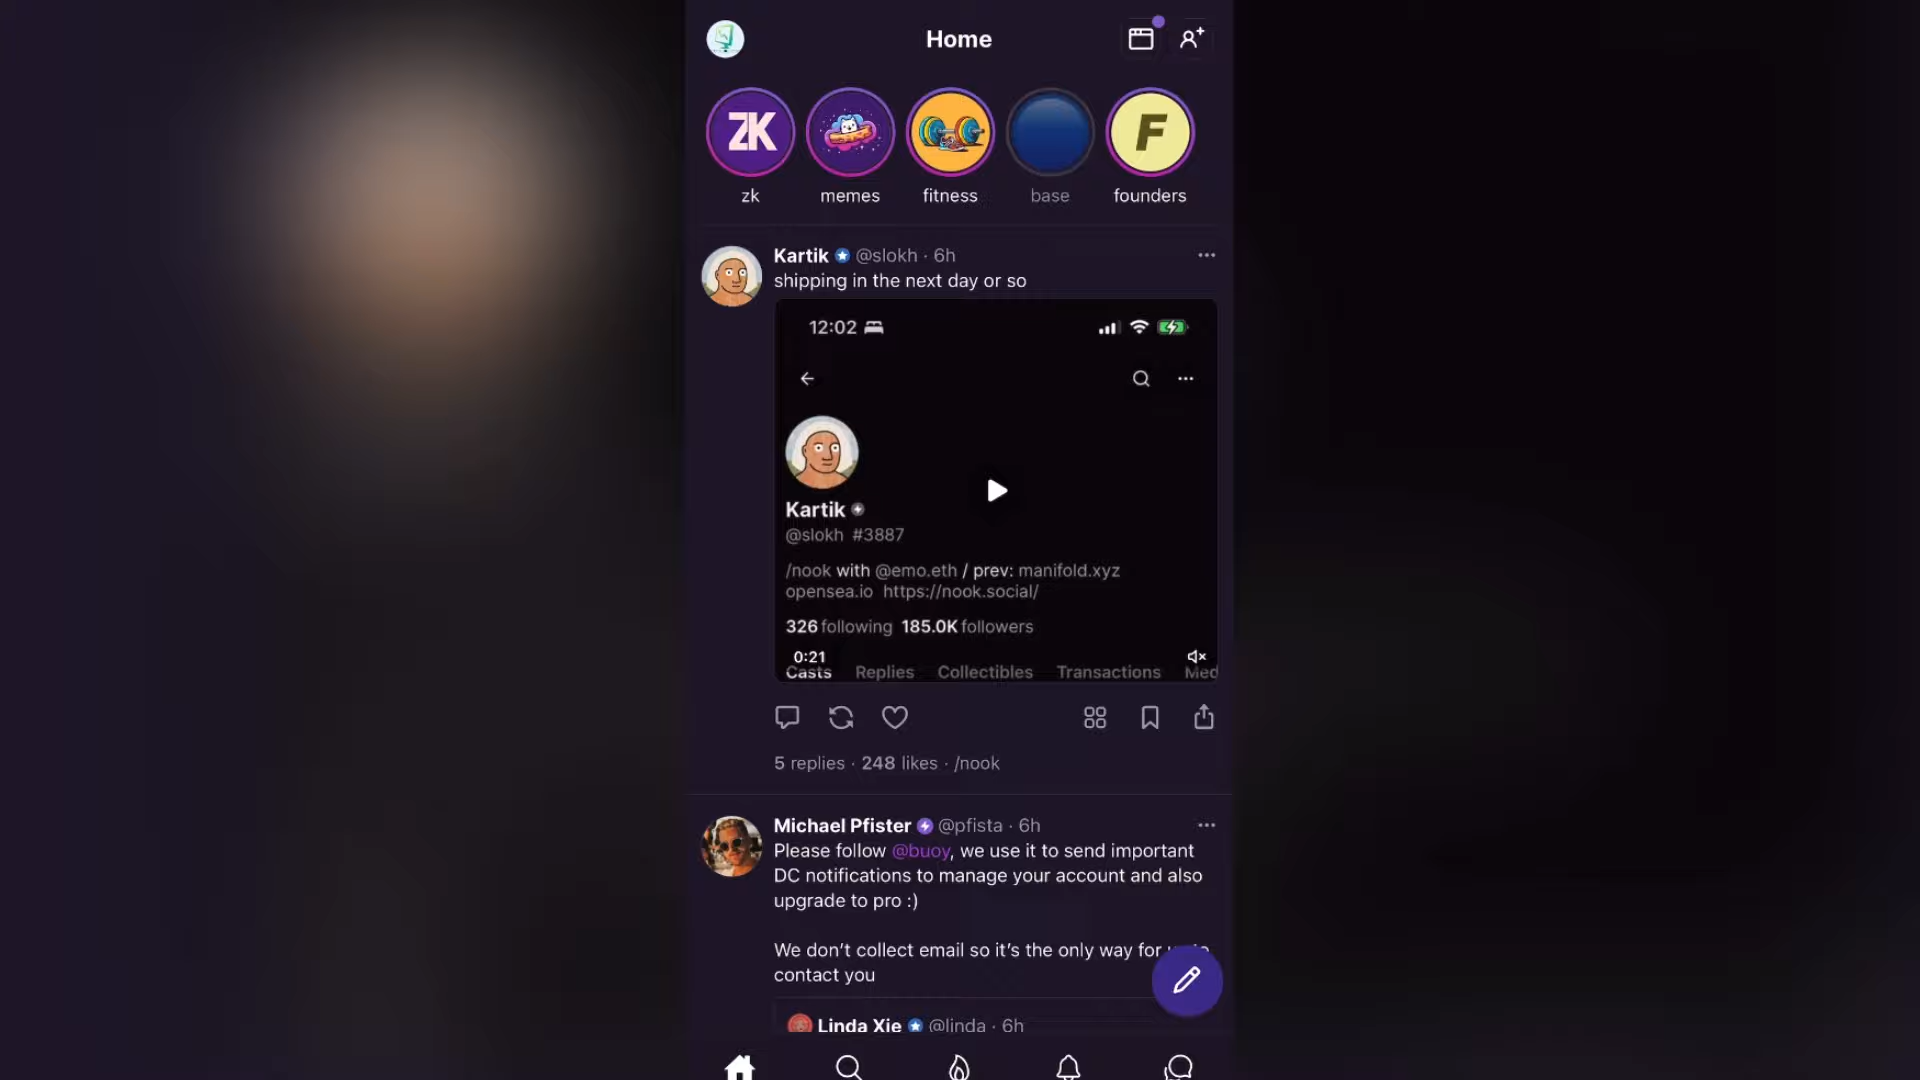 Home
ZK
F
zk
memes
fitness
base
founders
Kartik @slokh · 6h
shipping in the next day or so
12:02
Kartik
@slokh #3887
/nook with @emo.eth / prev: manifold.xyz
opensea.io https://nook.social/
326 following 185.0K followers
0:21
Casts Replies Collectibles Transactions Med
5 replies · 248 likes · /nook
Michael Pfister @pfista · 6h
Please follow @buoy, we use it to send important
DC notifications to manage your account and also
upgrade to pro :)
We don’t collect email so it’s the only way for
contact you
Linda Xie @linda · 6h